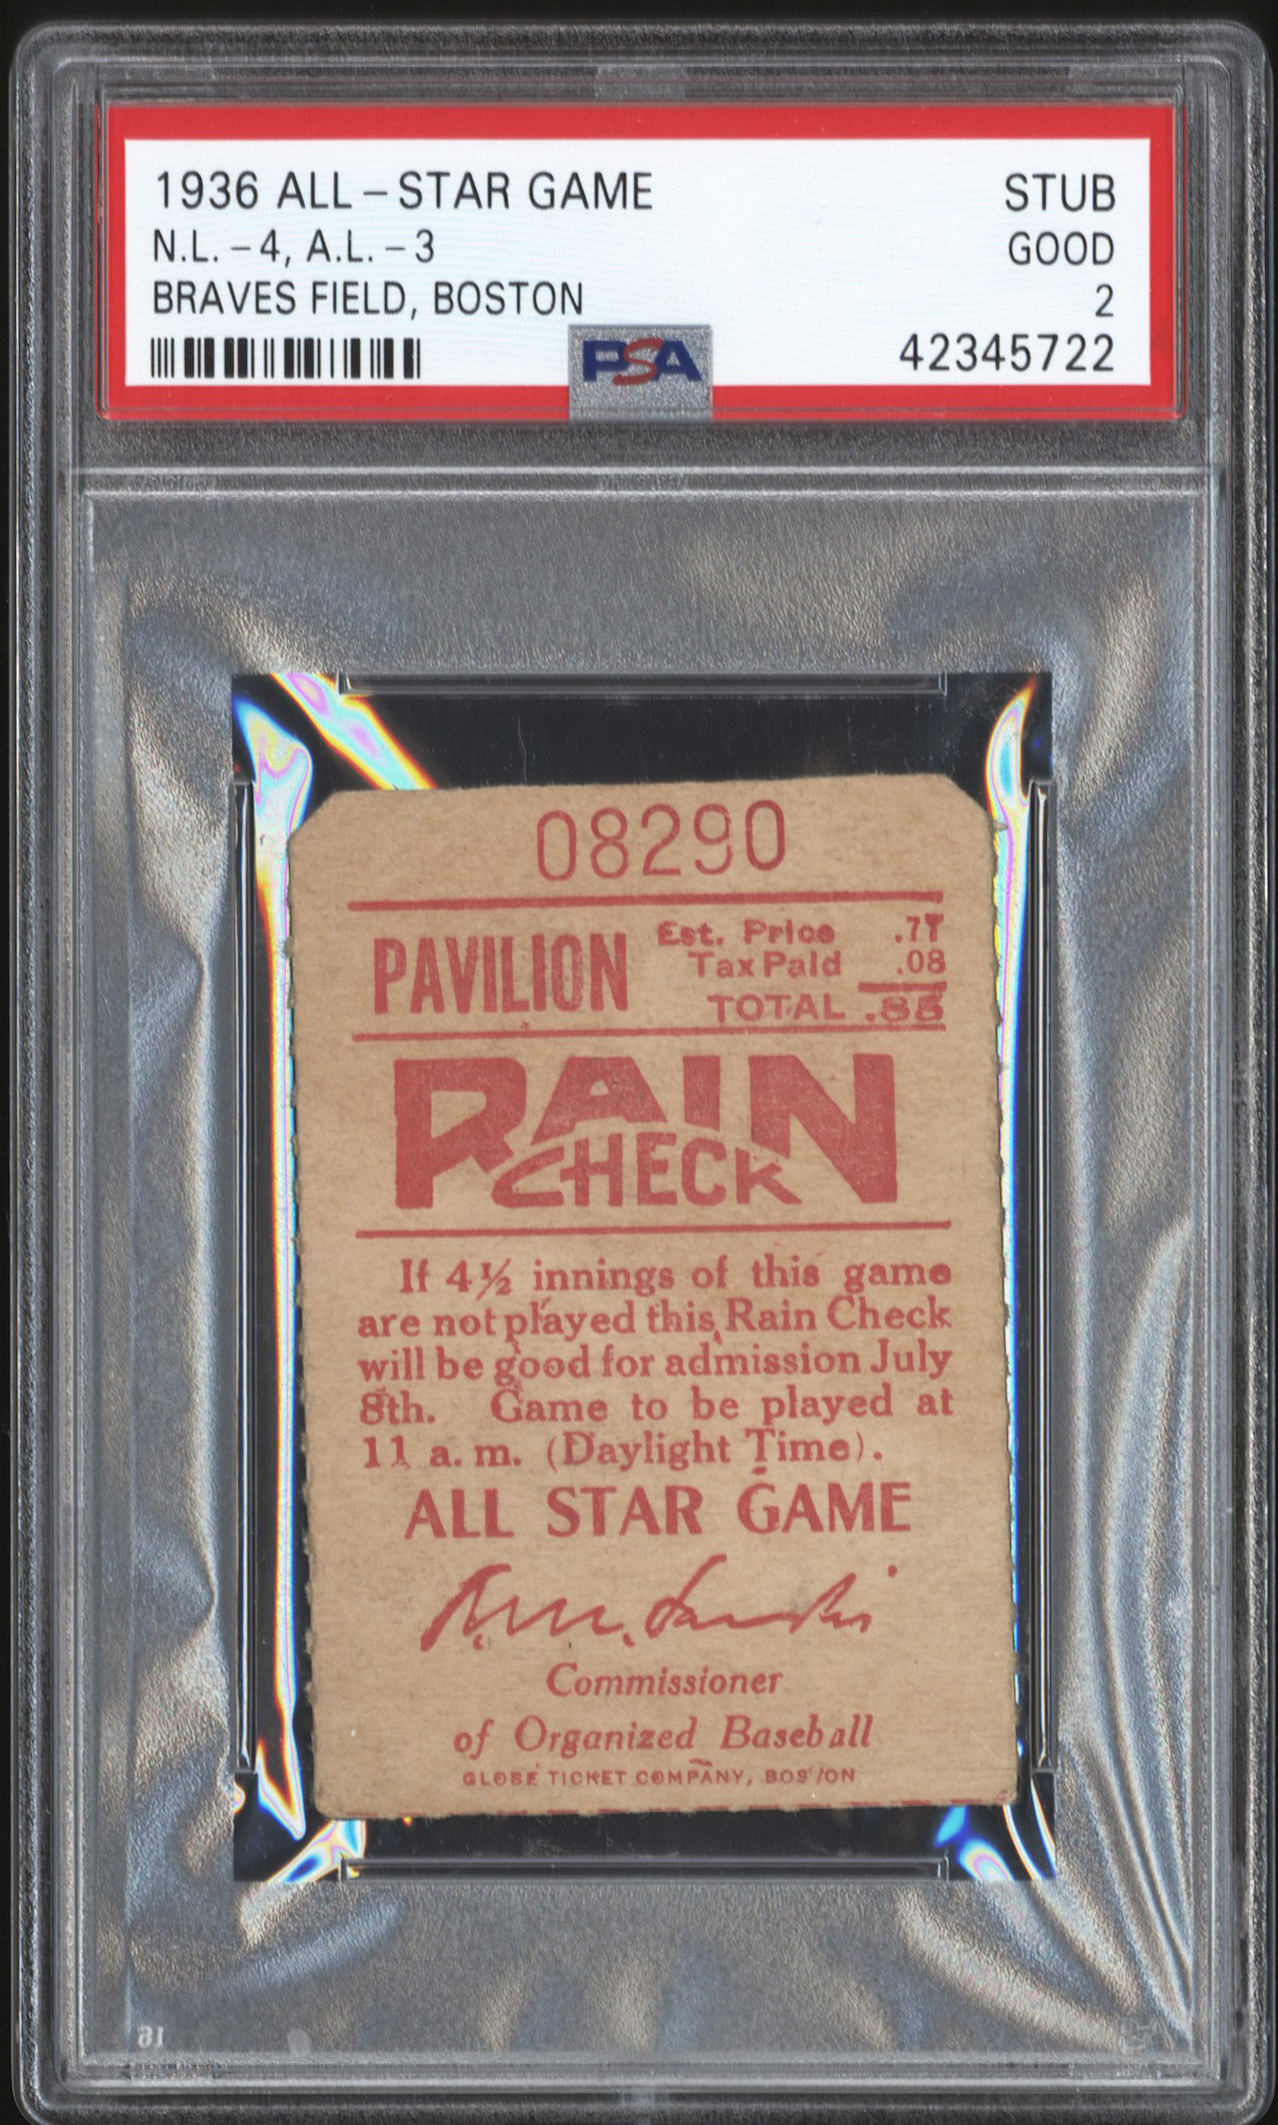 1936 ALL-STAR GAME STUB
N.L.-4, A.L.-3 GOOD
BRAVES FIELD, BOSTON 2
PSA 42345722
08290
PAVILION
Est. Price .77
Tax Paid .08
TOTAL .85
RAIN
CHECK
If 4½ innings of this game
are not played this Rain Check
will be good for admission July
8th. Game to be played at
11 a. m. (Daylight Time).
ALL STAR GAME
Commissioner
of Organized Baseball
GLOBE TICKET COMPANY, BOSTON